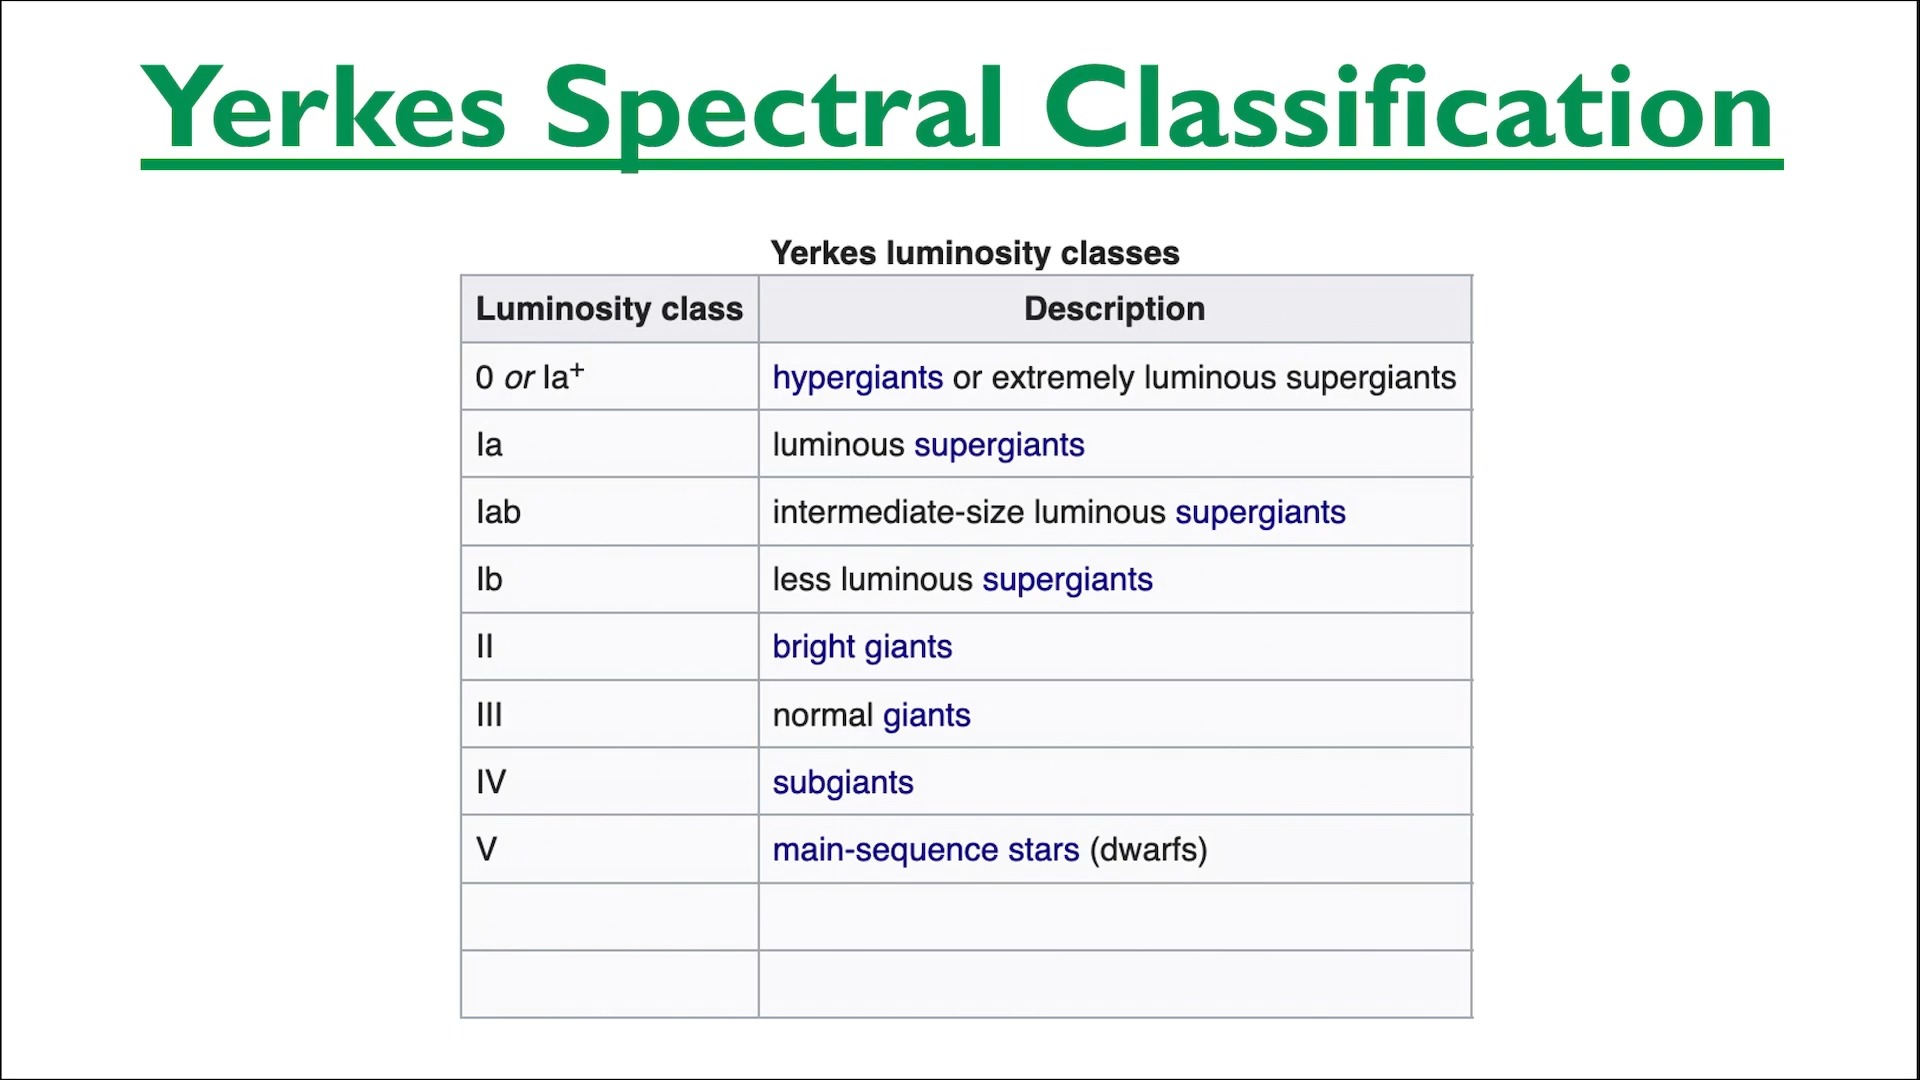 Yerkes Spectral Classification
Yerkes luminosity classes
Luminosity class Description
0 or Ia⁺ hypergiants or extremely luminous supergiants
Ia luminous supergiants
Iab intermediate-size luminous supergiants
Ib less luminous supergiants
II bright giants
III normal giants
IV subgiants
V main-sequence stars (dwarfs)